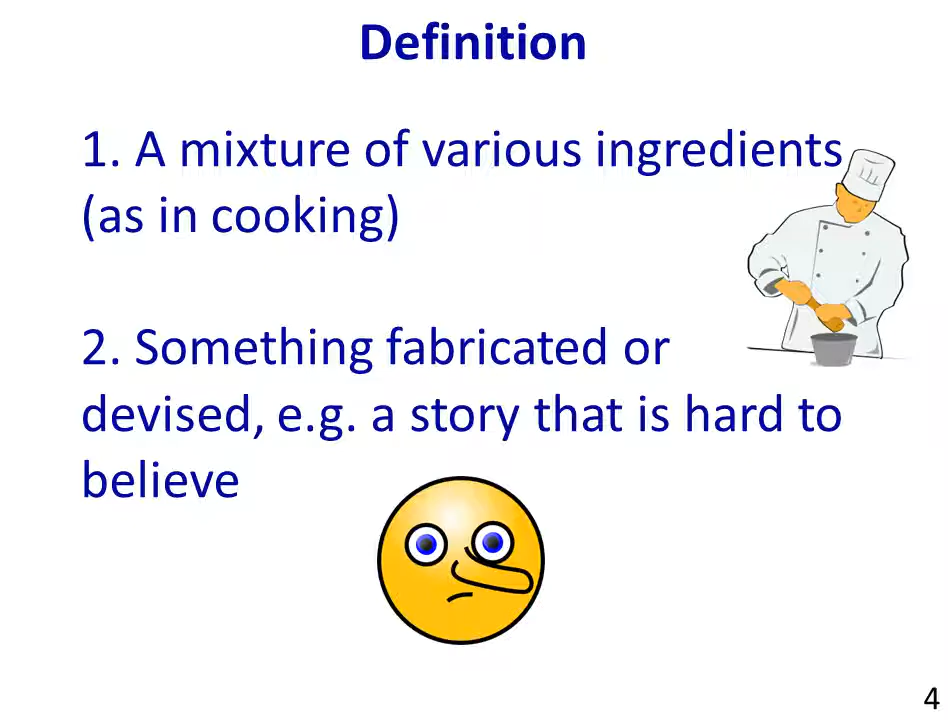 Definition
1. A mixture of various ingredients
(as in cooking)
2. Something fabricated or
devised, e.g. a story that is hard to
believe
4